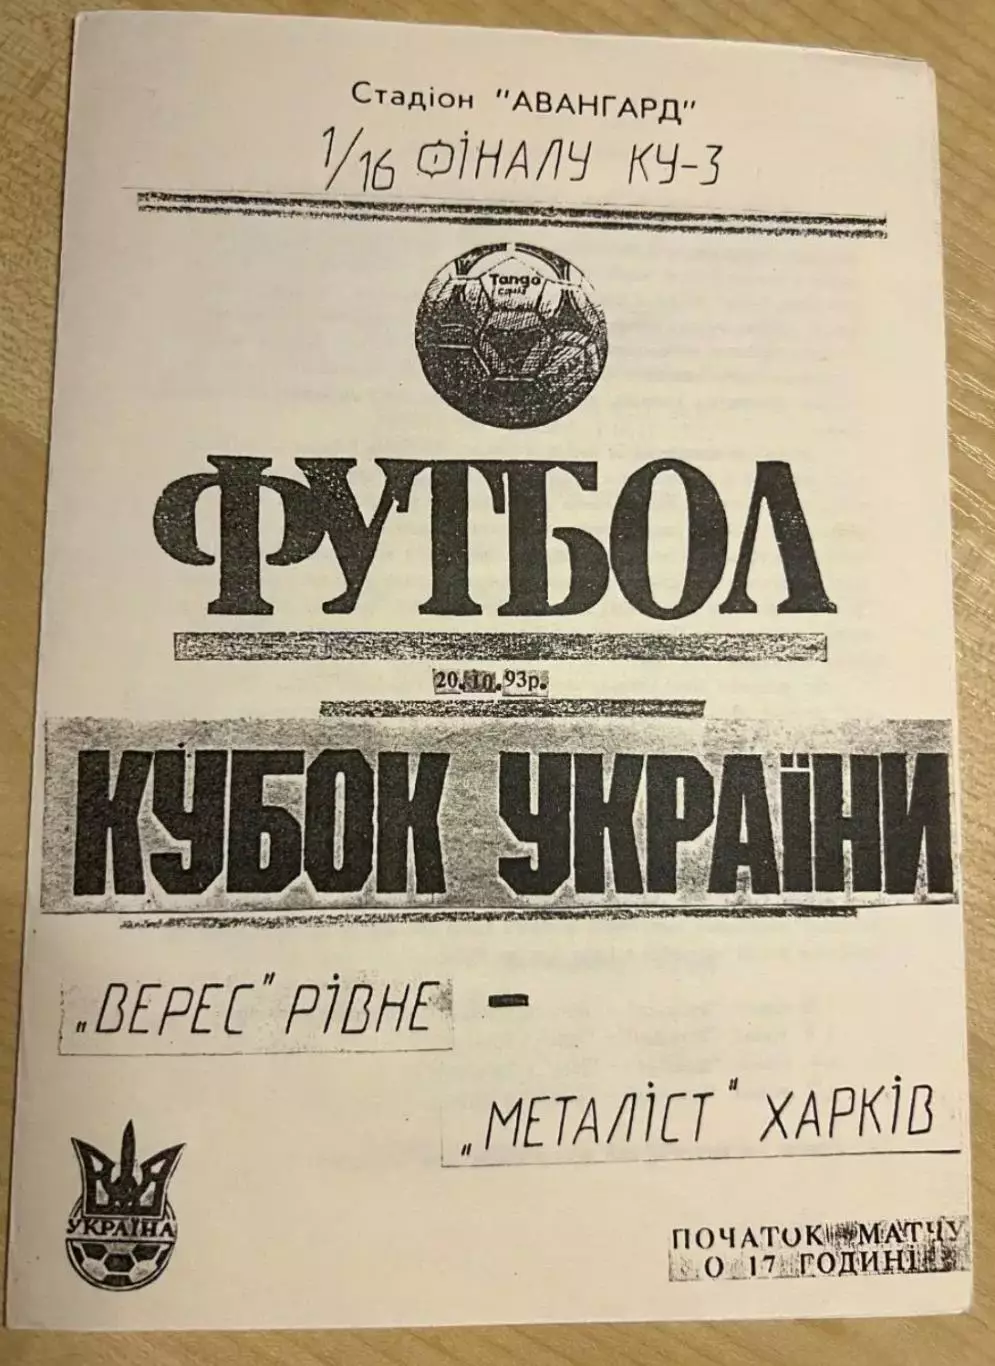 Стадіон "АВАНГАРД"
1/16 ФІНАЛУ КУ-3
Tango
ФУТБОЛ
20.10.93р.
КУБОК УКРАЇНИ
„ВЕРЕС" РІВНЕ –
„МЕТАЛІСТ" ХАРКІВ
УКРАЇНА
ПОЧАТОК МАТЧУ
О 17 ГОДИНІ